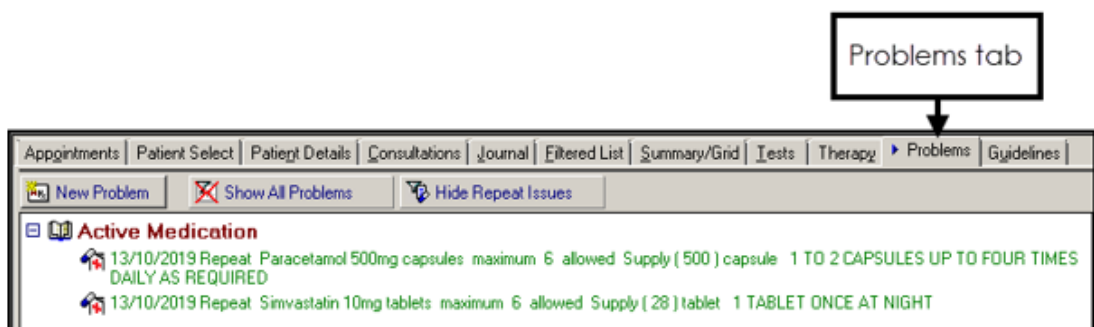 Problems tab
Appointments Patient Select Patient Details Consultations Journal Filtered List Summary/Grid Tests Therapy Problems Guidelines
New Problem Show All Problems Hide Repeat Issues
Active Medication
13/10/2019 Repeat Paracetamol 500mg capsules maximum 6 allowed Supply ( 500 ) capsule 1 TO 2 CAPSULES UP TO FOUR TIMES
DAILY AS REQUIRED
13/10/2019 Repeat Simvastatin 10mg tablets maximum 6 allowed Supply ( 28 ) tablet 1 TABLET ONCE AT NIGHT